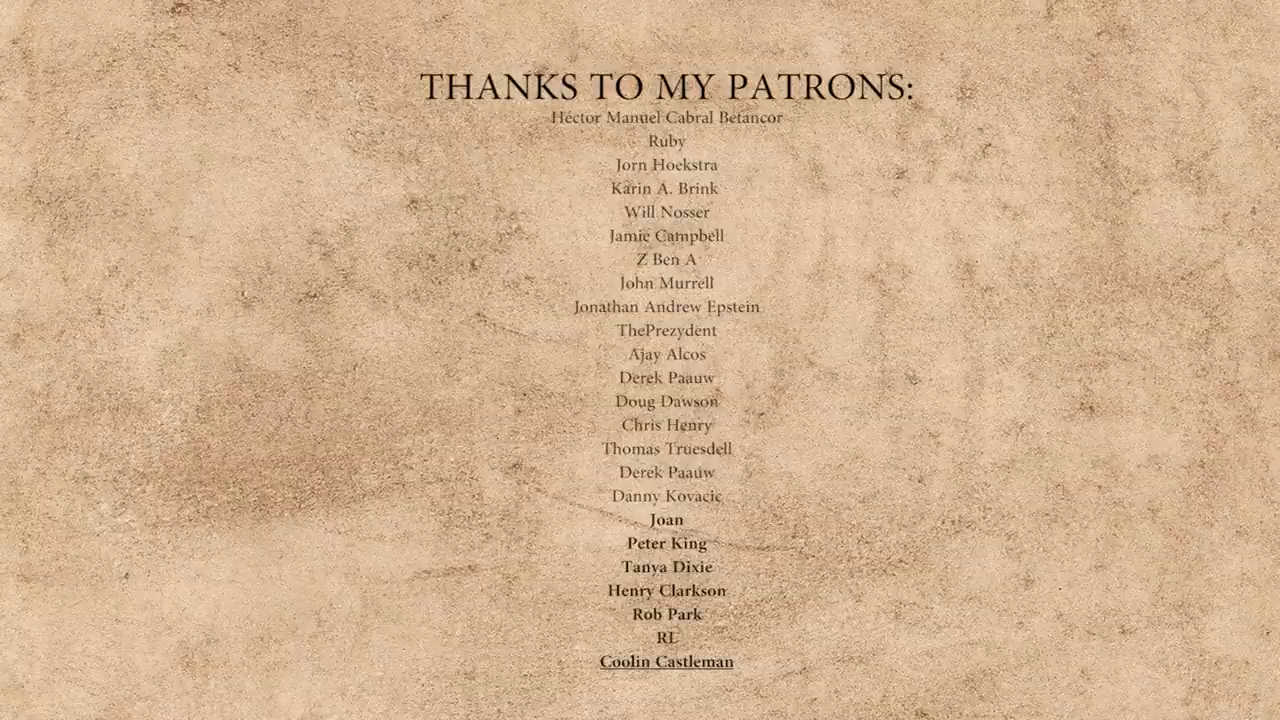 THANKS TO MY PATRONS:
Héctor Manuel Cabral Betancor
Ruby
Jorn Hoekstra
Karin A. Brink
Will Nosser
Jamie Campbell
Z Ben A
John Murrell
Jonathan Andrew Epstein
ThePrezydent
Ajay Alcos
Derek Paauw
Doug Dawson
Chris Henry
Thomas Truesdell
Derek Paauw
Danny Kovacic
Joan
Peter King
Tanya Dixie
Henry Clarkson
Rob Park
RL
Coolin Castleman